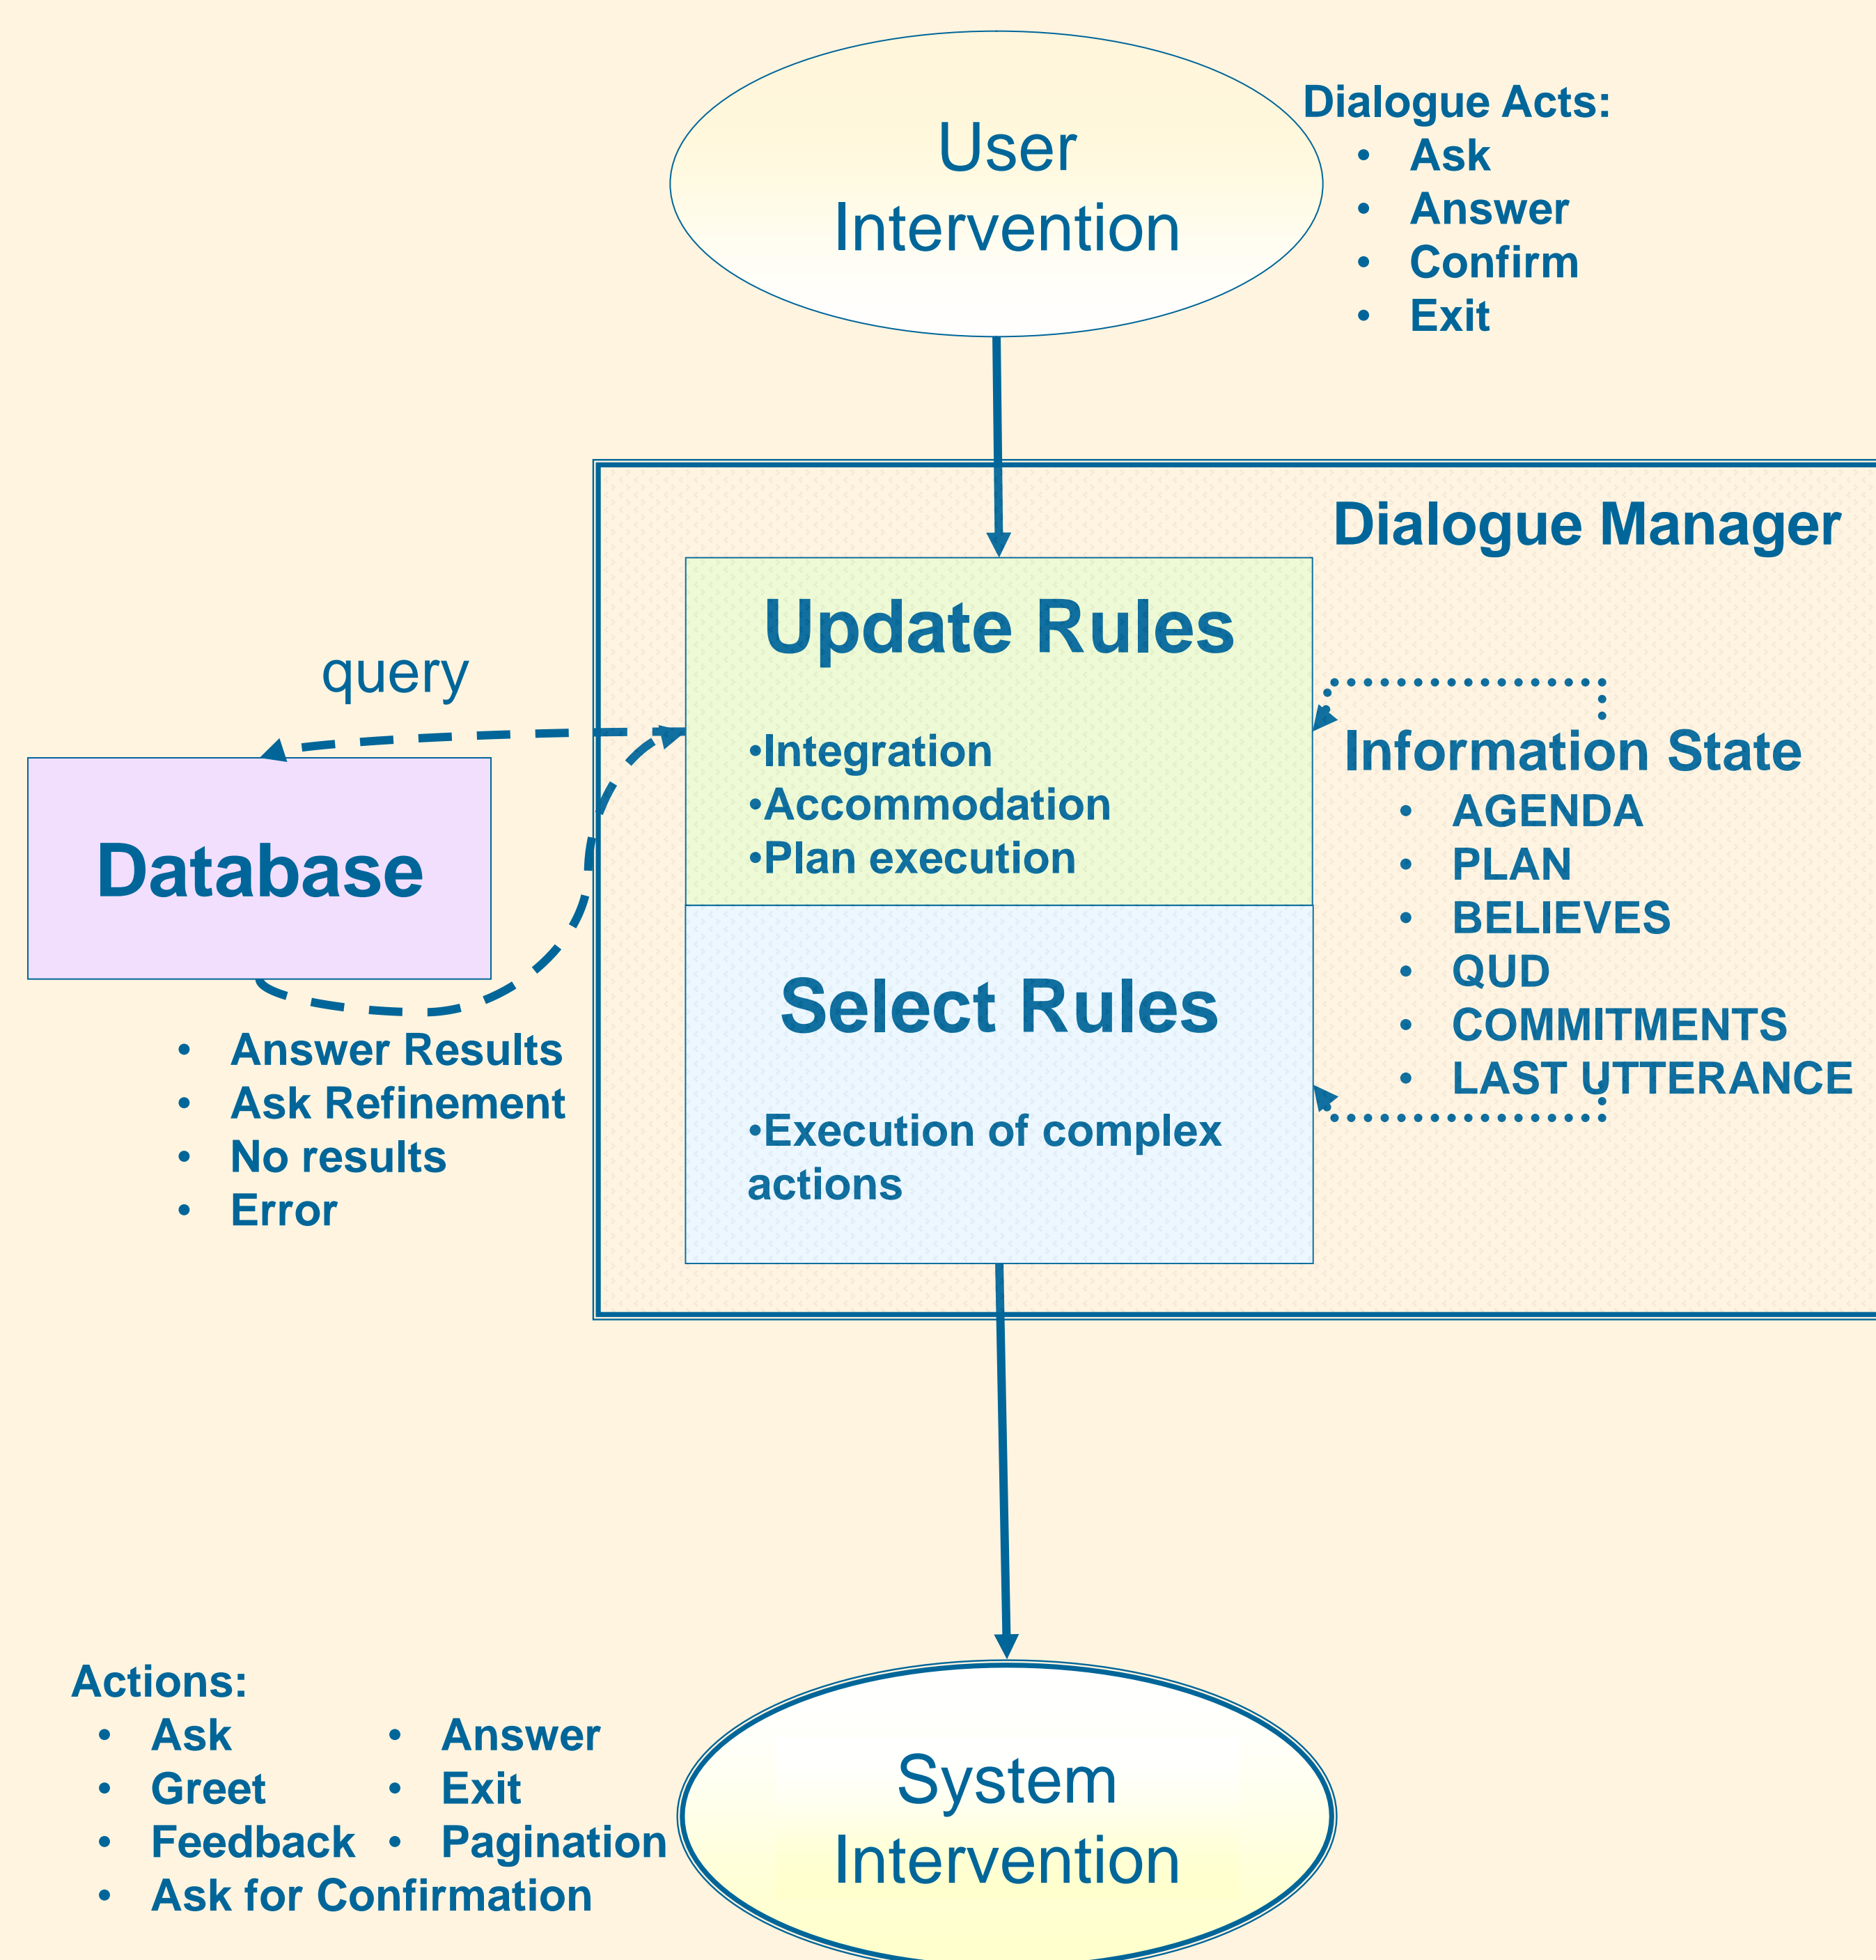 User
Intervention
Dialogue Acts:
• Ask
• Answer
• Confirm
• Exit
Dialogue Manager
Update Rules
•Integration
•Accommodation
•Plan execution
query
Database
• Answer Results
• Ask Refinement
• No results
• Error
Select Rules
•Execution of complex
actions
Information State
• AGENDA
• PLAN
• BELIEVES
• QUD
• COMMITMENTS
• LAST UTTERANCE
Actions:
• Ask • Answer
• Greet • Exit
• Feedback • Pagination
• Ask for Confirmation
System
Intervention